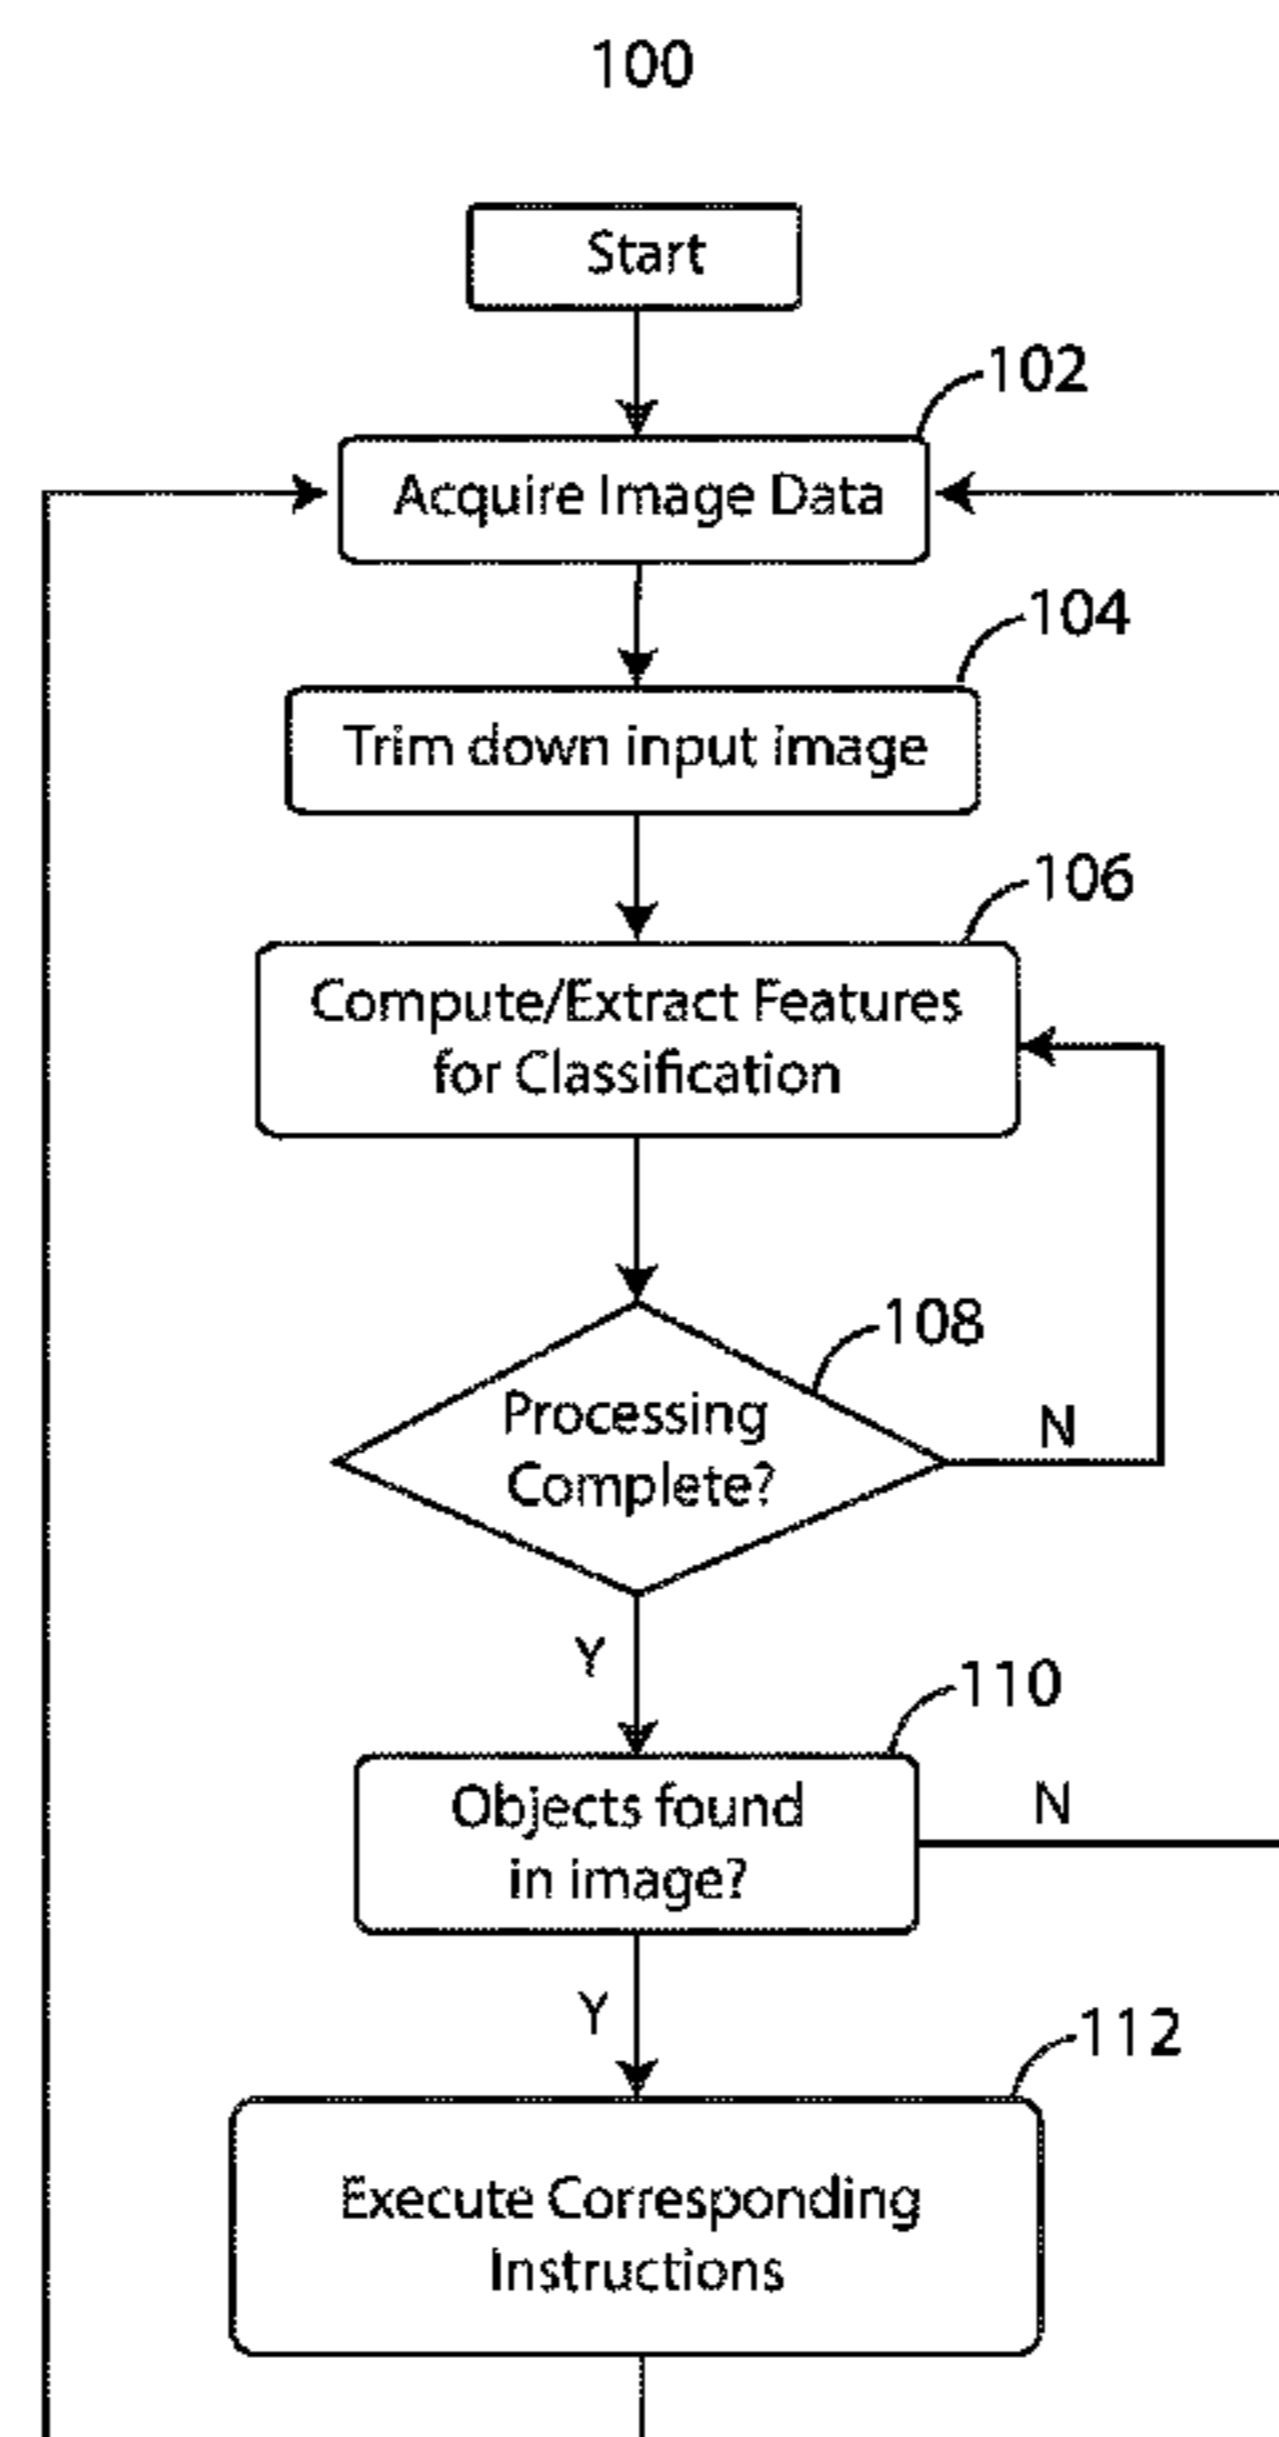 100
Start
102
Acquire Image Data
104
Trim down input image
106
Compute/Extract Features
for Classification
108
Processing
Complete?
N
Y
110
Objects found
in image?
N
Y
112
Execute Corresponding
Instructions